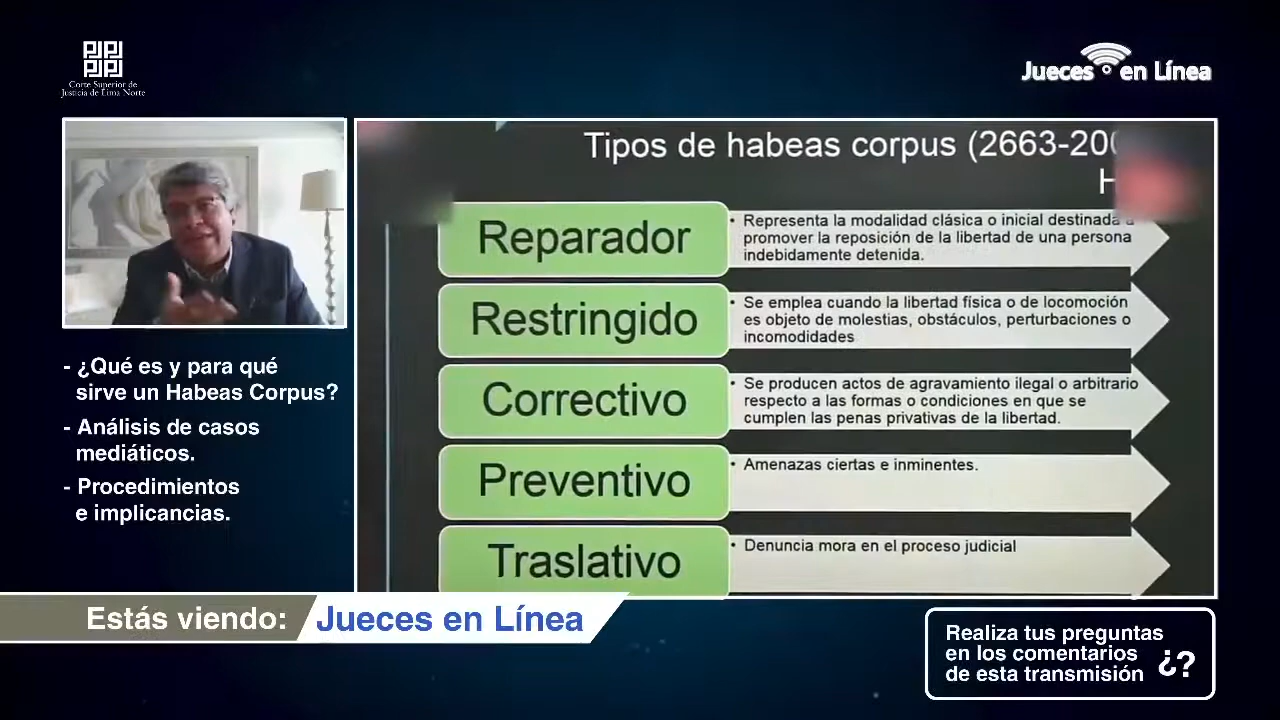 Corte Superior de
Justicia de Lima Norte
Jueces en Línea
Tipos de habeas corpus
Reparador
• Representa la modalidad clásica o inicial destinada a
promover la reposición de la libertad de una persona
indebidamente detenida.
Restringido
• Se emplea cuando la libertad física o de locomoción
es objeto de molestias, obstáculos, perturbaciones o
incomodidades
Correctivo
• Se producen actos de agravamiento ilegal o arbitrario
respecto a las formas o condiciones en que se
cumplen las penas privativas de la libertad.
Preventivo
• Amenazas ciertas e inminentes.
Traslativo
• Denuncia mora en el proceso judicial
- ¿Qué es y para qué
sirve un Habeas Corpus?
- Análisis de casos
mediáticos.
- Procedimientos
e implicancias.
Estás viendo: Jueces en Línea
Realiza tus preguntas
en los comentarios
de esta transmisión ¿?